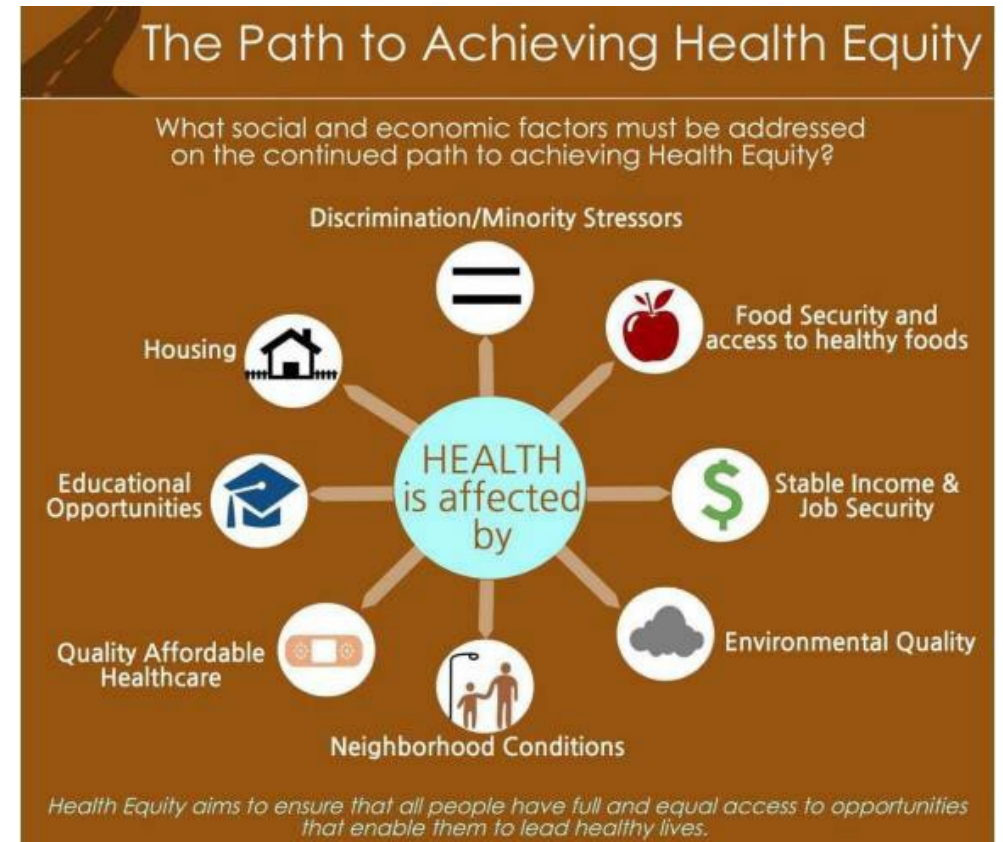 The Path to Achieving Health Equity
What social and economic factors must be addressed
on the continued path to achieving Health Equity?
Discrimination/Minority Stressors
Food Security and
access to healthy foods
Housing
HEALTH
is affected
by
Educational
Opportunities
Stable Income &
Job Security
Quality Affordable
Healthcare
Environmental Quality
Neighborhood Conditions
Health Equity aims to ensure that all people have full and equal access to opportunities
that enable them to lead healthy lives.